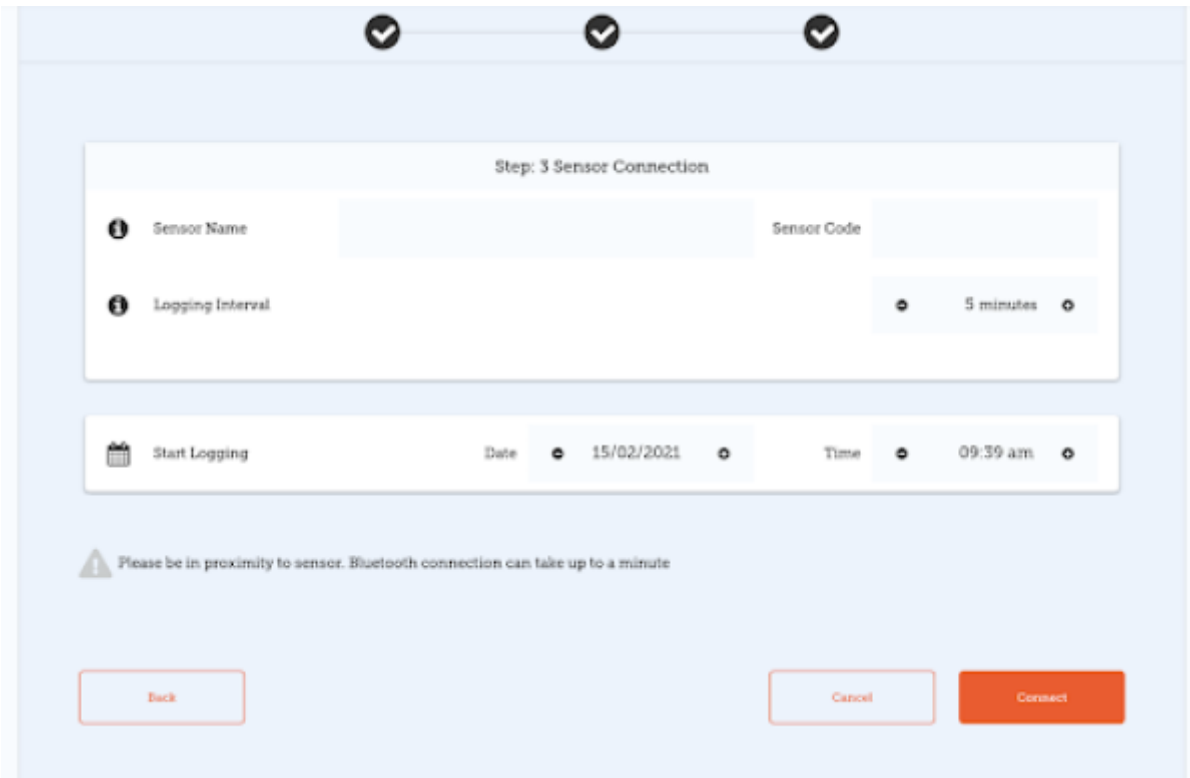 Step: 3 Sensor Connection
Sensor Name Sensor Code
Logging Interval 5 minutes
Start Logging Date 15/02/2021 Time 09:39 am
Please be in proximity to sensor. Bluetooth connection can take up to a minute
Back Cancel Connect